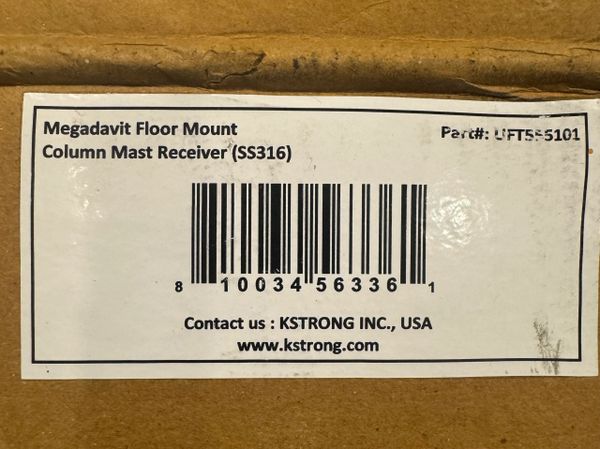 Megadavit Floor Mount
Column Mast Receiver (SS316)
Part#:
8 10034 56336 1
Contact us : KSTRONG INC., USA
www.kstrong.com